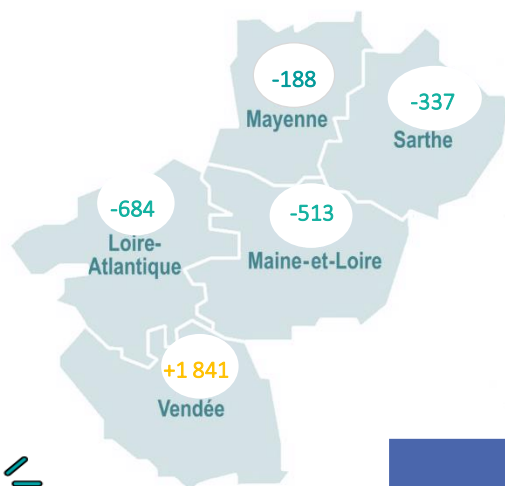 -188
Mayenne
-337
Sarthe
-684
Loire-
Atlantique
-513
Maine-et-Loire
+1 841
Vendée